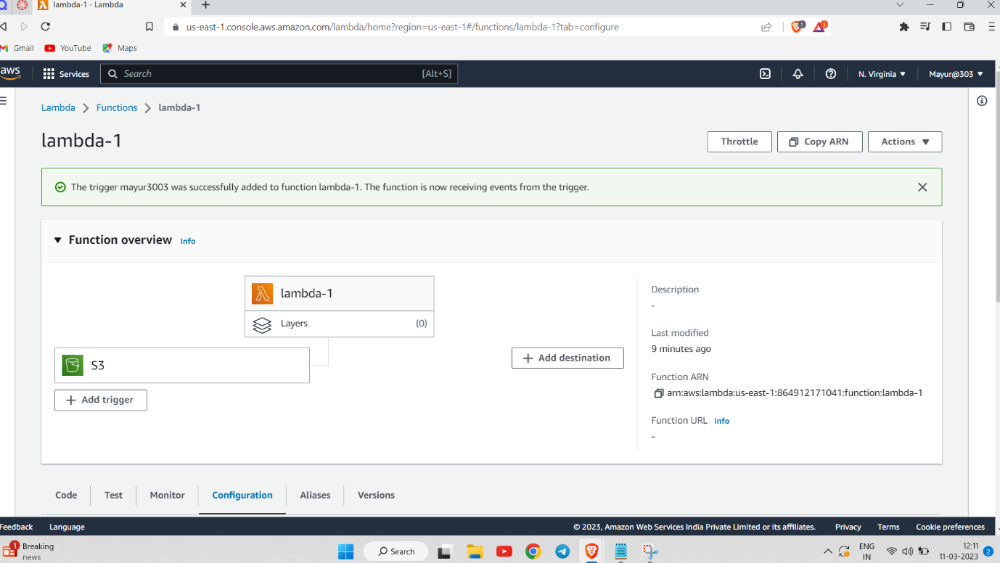 lambda-1 - Lambda
us-east-1.console.aws.amazon.com/lambda/home?region=us-east-1#/functions/lambda-1?tab=configure
1
3
Gmail YouTube Maps
aws Services Search [Alt+S] N. Virginia Mayur@303
Lambda Functions lambda-1
lambda-1
Throttle Copy ARN Actions
The trigger mayur3003 was successfully added to function lambda-1. The function is now receiving events from the trigger.
Function overview Info
lambda-1
Layers (0)
S3
Add trigger
Add destination
Description
-
Last modified
9 minutes ago
Function ARN
arn:aws:lambda:us-east-1:864912171041:function:lambda-1
Function URL Info
-
Code Test Monitor Configuration Aliases Versions
Feedback Language © 2023, Amazon Web Services India Private Limited or its affiliates. Privacy Terms Cookie preferences
1
Breaking
news
Search
ENG
IN
12:11
11-03-2023
2